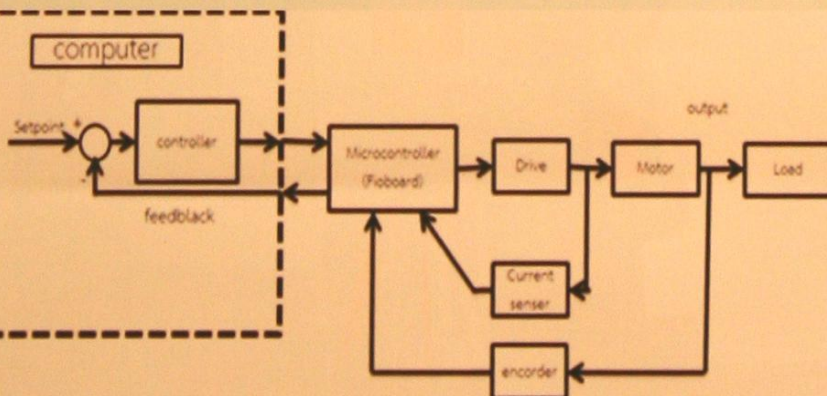 computer
Setpoint +
controller
-
feedblack
Microcontroller
(Fioboard)
Drive
Motor
output
Load
Current
senser
encorder